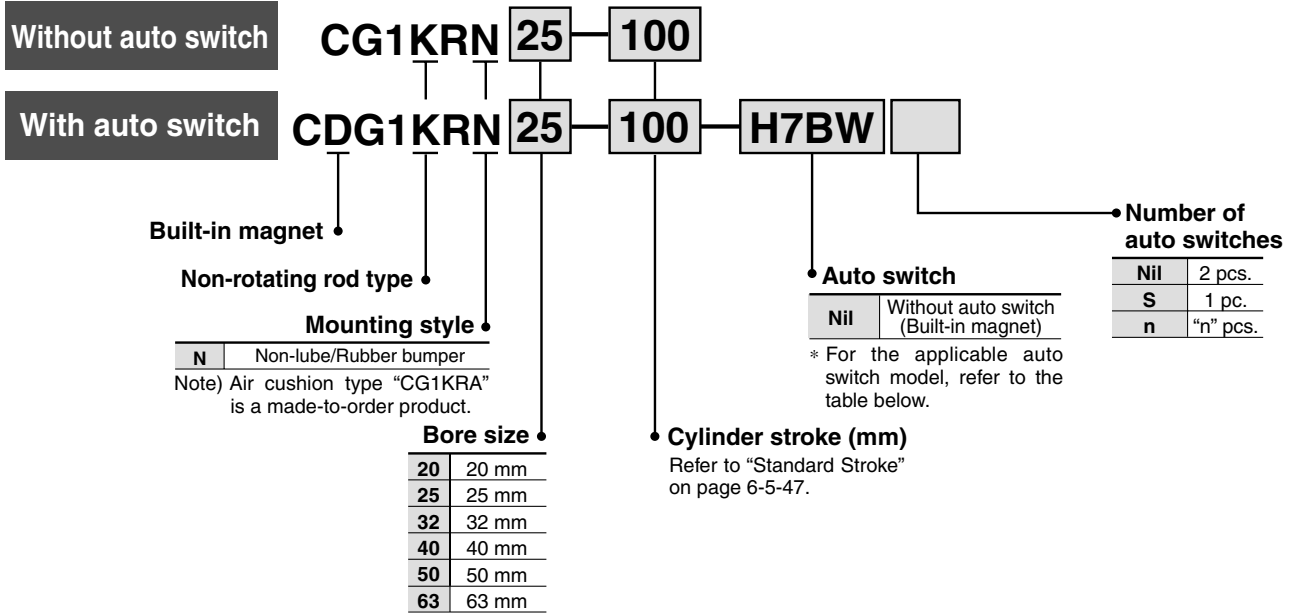 Without auto switch
CG1KRN 25 — 100
With auto switch
CDG1KRN 25 — 100 — H7BW
Built-in magnet
Non-rotating rod type
Mounting style
N Non-lube/Rubber bumper
Note) Air cushion type “CG1KRA”
is a made-to-order product.
Bore size
20 20 mm
25 25 mm
32 32 mm
40 40 mm
50 50 mm
63 63 mm
Cylinder stroke (mm)
Refer to “Standard Stroke”
on page 6-5-47.
Auto switch
Nil Without auto switch
(Built-in magnet)
* For the applicable auto
switch model, refer to the
table below.
Number of
auto switches
Nil 2 pcs.
S 1 pc.
n “n” pcs.